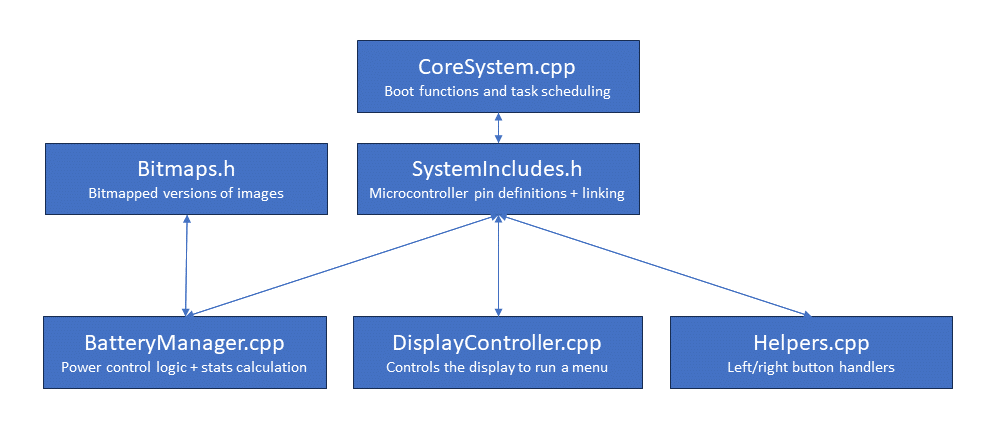 CoreSystem.cpp
Boot functions and task scheduling
Bitmaps.h
Bitmapped versions of images
SystemIncludes.h
Microcontroller pin definitions + linking
BatteryManager.cpp
Power control logic + stats calculation
DisplayController.cpp
Controls the display to run a menu
Helpers.cpp
Left/right button handlers